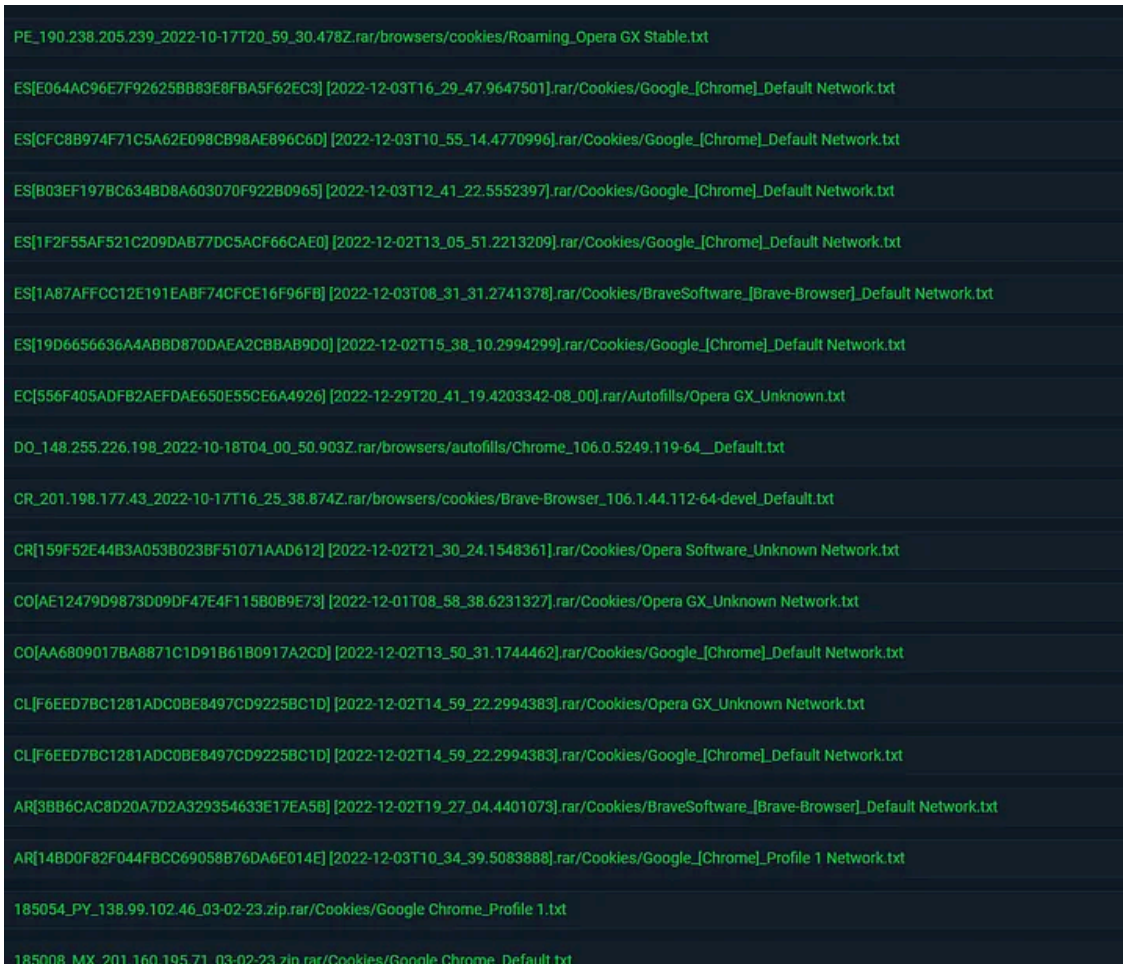 PE_190.238.205.239_2022-10-17T20_59_30.478Z.rar/browsers/cookies/Roaming_Opera GX Stable.txt
ES[E064AC96E7F92625BB83E8FBA5F62EC3] [2022-12-03T16_29_47.9647501].rar/Cookies/Google_[Chrome]_Default Network.txt
ES[CFC8B974F71C5A62E098CB98AE896C6D] [2022-12-03T10_55_14.4770996].rar/Cookies/Google_[Chrome]_Default Network.txt
ES[B03EF197BC634BD8A603070F922B0965] [2022-12-03T12_41_22.5552397].rar/Cookies/Google_[Chrome]_Default Network.txt
ES[1F2F55AF521C209DAB77DC5ACF66CAE0] [2022-12-02T13_05_51.2213209].rar/Cookies/Google_[Chrome]_Default Network.txt
ES[1A87AFFCC12E191EABF74CFCE16F96FB] [2022-12-03T08_31_31.2741378].rar/Cookies/BraveSoftware_[Brave-Browser]_Default Network.txt
ES[19D6656636A4ABBD870DAEA2CBBAB9D0] [2022-12-02T15_38_10.2994299].rar/Cookies/Google_[Chrome]_Default Network.txt
EC[556F405ADFB2AEFDAE650E55CE6A4926] [2022-12-29T20_41_19.4203342-08_00].rar/Autofills/Opera GX_Unknown.txt
DO_148.255.226.198_2022-10-18T04_00_50.903Z.rar/browsers/autofills/Chrome_106.0.5249.119-64__Default.txt
CR_201.198.177.43_2022-10-17T16_25_38.874Z.rar/browsers/cookies/Brave-Browser_106.1.44.112-64-devel_Default.txt
CR[159F52E44B3A053B023BF51071AAD612] [2022-12-02T21_30_24.1548361].rar/Cookies/Opera Software_Unknown Network.txt
CO[AE12479D9873D09DF47E4F115B0B9E73] [2022-12-01T08_58_38.6231327].rar/Cookies/Opera GX_Unknown Network.txt
CO[AA6809017BA8871C1D91B61B0917A2CD] [2022-12-02T13_50_31.1744462].rar/Cookies/Google_[Chrome]_Default Network.txt
CL[F6EED7BC1281ADC0BE8497CD9225BC1D] [2022-12-02T14_59_22.2994383].rar/Cookies/Opera GX_Unknown Network.txt
CL[F6EED7BC1281ADC0BE8497CD9225BC1D] [2022-12-02T14_59_22.2994383].rar/Cookies/Google_[Chrome]_Default Network.txt
AR[3BB6CAC8D20A7D2A329354633E17EA5B] [2022-12-02T19_27_04.4401073].rar/Cookies/BraveSoftware_[Brave-Browser]_Default Network.txt
AR[14BD0F82F044FBCC69058B76DA6E014E] [2022-12-03T10_34_39.5083888].rar/Cookies/Google_[Chrome]_Profile 1 Network.txt
185054_PY_138.99.102.46_03-02-23.zip.rar/Cookies/Google Chrome_Profile 1.txt
185008_MX_201.160.195.71_03-02-23.zip.rar/Cookies/Google Chrome_Default.txt